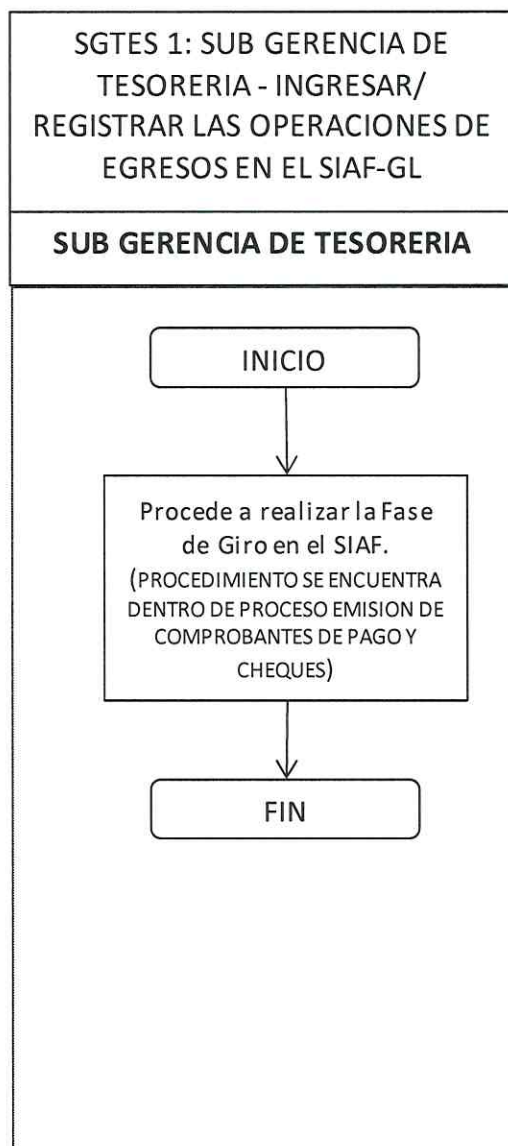 SGTES 1: SUB GERENCIA DE
TESORERIA - INGRESAR/
REGISTRAR LAS OPERACIONES DE
EGRESOS EN EL SIAF-GL
SUB GERENCIA DE TESORERIA
INICIO
Procede a realizar la Fase
de Giro en el SIAF.
(PROCEDIMIENTO SE ENCUENTRA
DENTRO DE PROCESO EMISION DE
COMPROBANTES DE PAGO Y
CHEQUES)
FIN